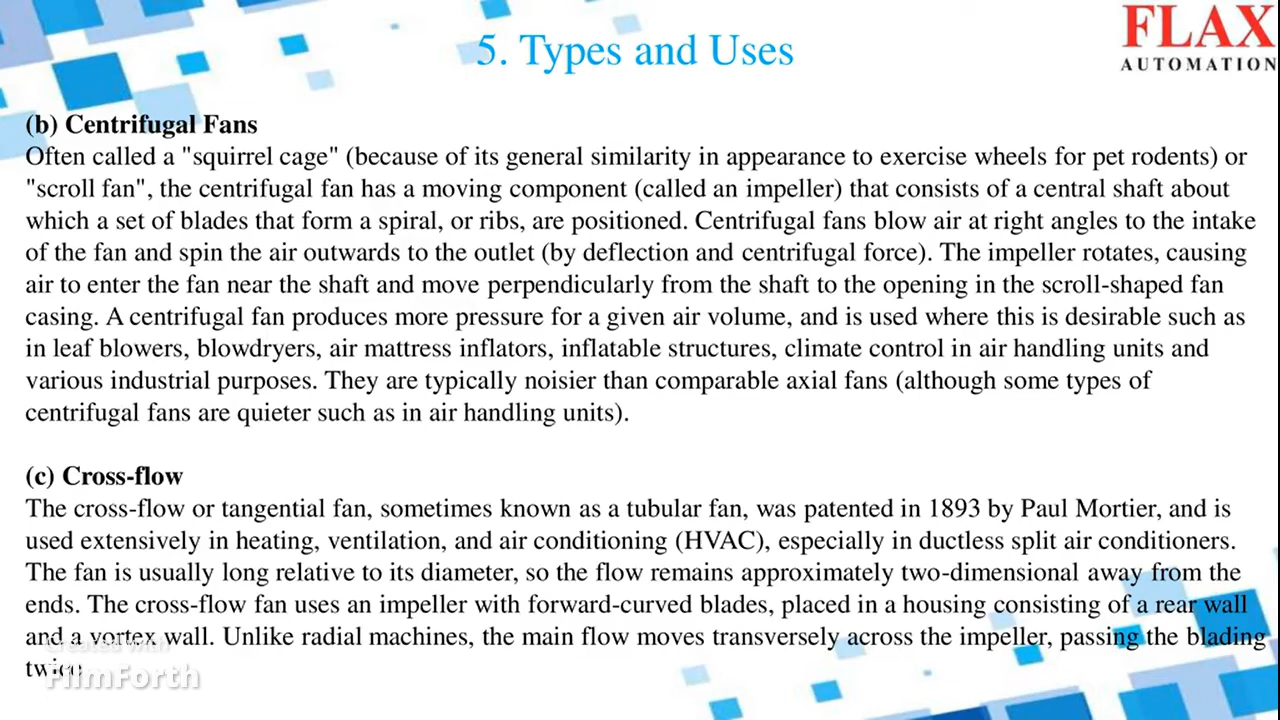 5. Types and Uses
FLAX
AUTOMATION
(b) Centrifugal Fans
Often called a "squirrel cage" (because of its general similarity in appearance to exercise wheels for pet rodents) or
"scroll fan", the centrifugal fan has a moving component (called an impeller) that consists of a central shaft about
which a set of blades that form a spiral, or ribs, are positioned. Centrifugal fans blow air at right angles to the intake
of the fan and spin the air outwards to the outlet (by deflection and centrifugal force). The impeller rotates, causing
air to enter the fan near the shaft and move perpendicularly from the shaft to the opening in the scroll-shaped fan
casing. A centrifugal fan produces more pressure for a given air volume, and is used where this is desirable such as
in leaf blowers, blowdryers, air mattress inflators, inflatable structures, climate control in air handling units and
various industrial purposes. They are typically noisier than comparable axial fans (although some types of
centrifugal fans are quieter such as in air handling units).
(c) Cross-flow
The cross-flow or tangential fan, sometimes known as a tubular fan, was patented in 1893 by Paul Mortier, and is
used extensively in heating, ventilation, and air conditioning (HVAC), especially in ductless split air conditioners.
The fan is usually long relative to its diameter, so the flow remains approximately two-dimensional away from the
ends. The cross-flow fan uses an impeller with forward-curved blades, placed in a housing consisting of a rear wall
and a vortex wall. Unlike radial machines, the main flow moves transversely across the impeller, passing the blading
twice
Created with
FilmForth